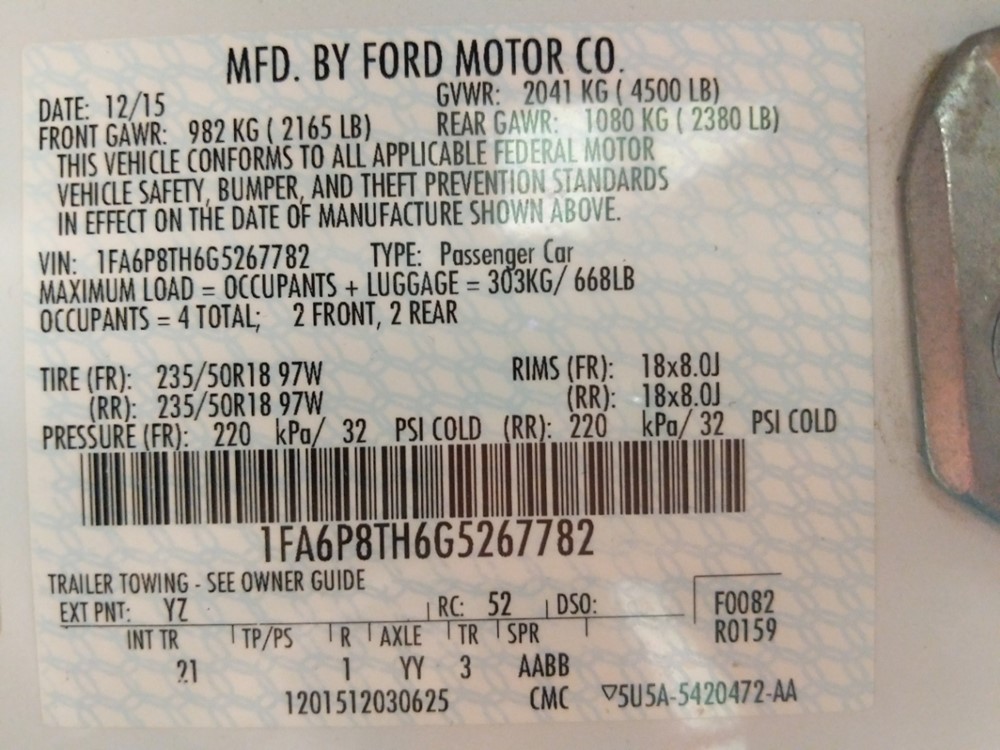 MFD. BY FORD MOTOR CO.
DATE: 12/15 GVWR: 2041 KG ( 4500 LB)
FRONT GAWR: 982 KG ( 2165 LB) REAR GAWR: 1080 KG ( 2380 LB)
THIS VEHICLE CONFORMS TO ALL APPLICABLE FEDERAL MOTOR
VEHICLE SAFETY, BUMPER, AND THEFT PREVENTION STANDARDS
IN EFFECT ON THE DATE OF MANUFACTURE SHOWN ABOVE.
VIN: 1FA6P8TH6G5267782 TYPE: Passenger Car
MAXIMUM LOAD = OCCUPANTS + LUGGAGE = 303KG/ 668LB
OCCUPANTS = 4 TOTAL; 2 FRONT, 2 REAR
TIRE (FR): 235/50R18 97W RIMS (FR): 18x8.0J
(RR): 235/50R18 97W (RR): 18x8.0J
PRESSURE (FR): 220 kPa/ 32 PSI COLD (RR): 220 kPa/ 32 PSI COLD
1FA6P8TH6G5267782
TRAILER TOWING - SEE OWNER GUIDE
EXT PNT: YZ RC: 52 DSO: F0082
INT TR TP/PS R AXLE TR SPR R0159
21 1 YY 3 AABB
1201512030625 CMC ▽5U5A-5420472-AA